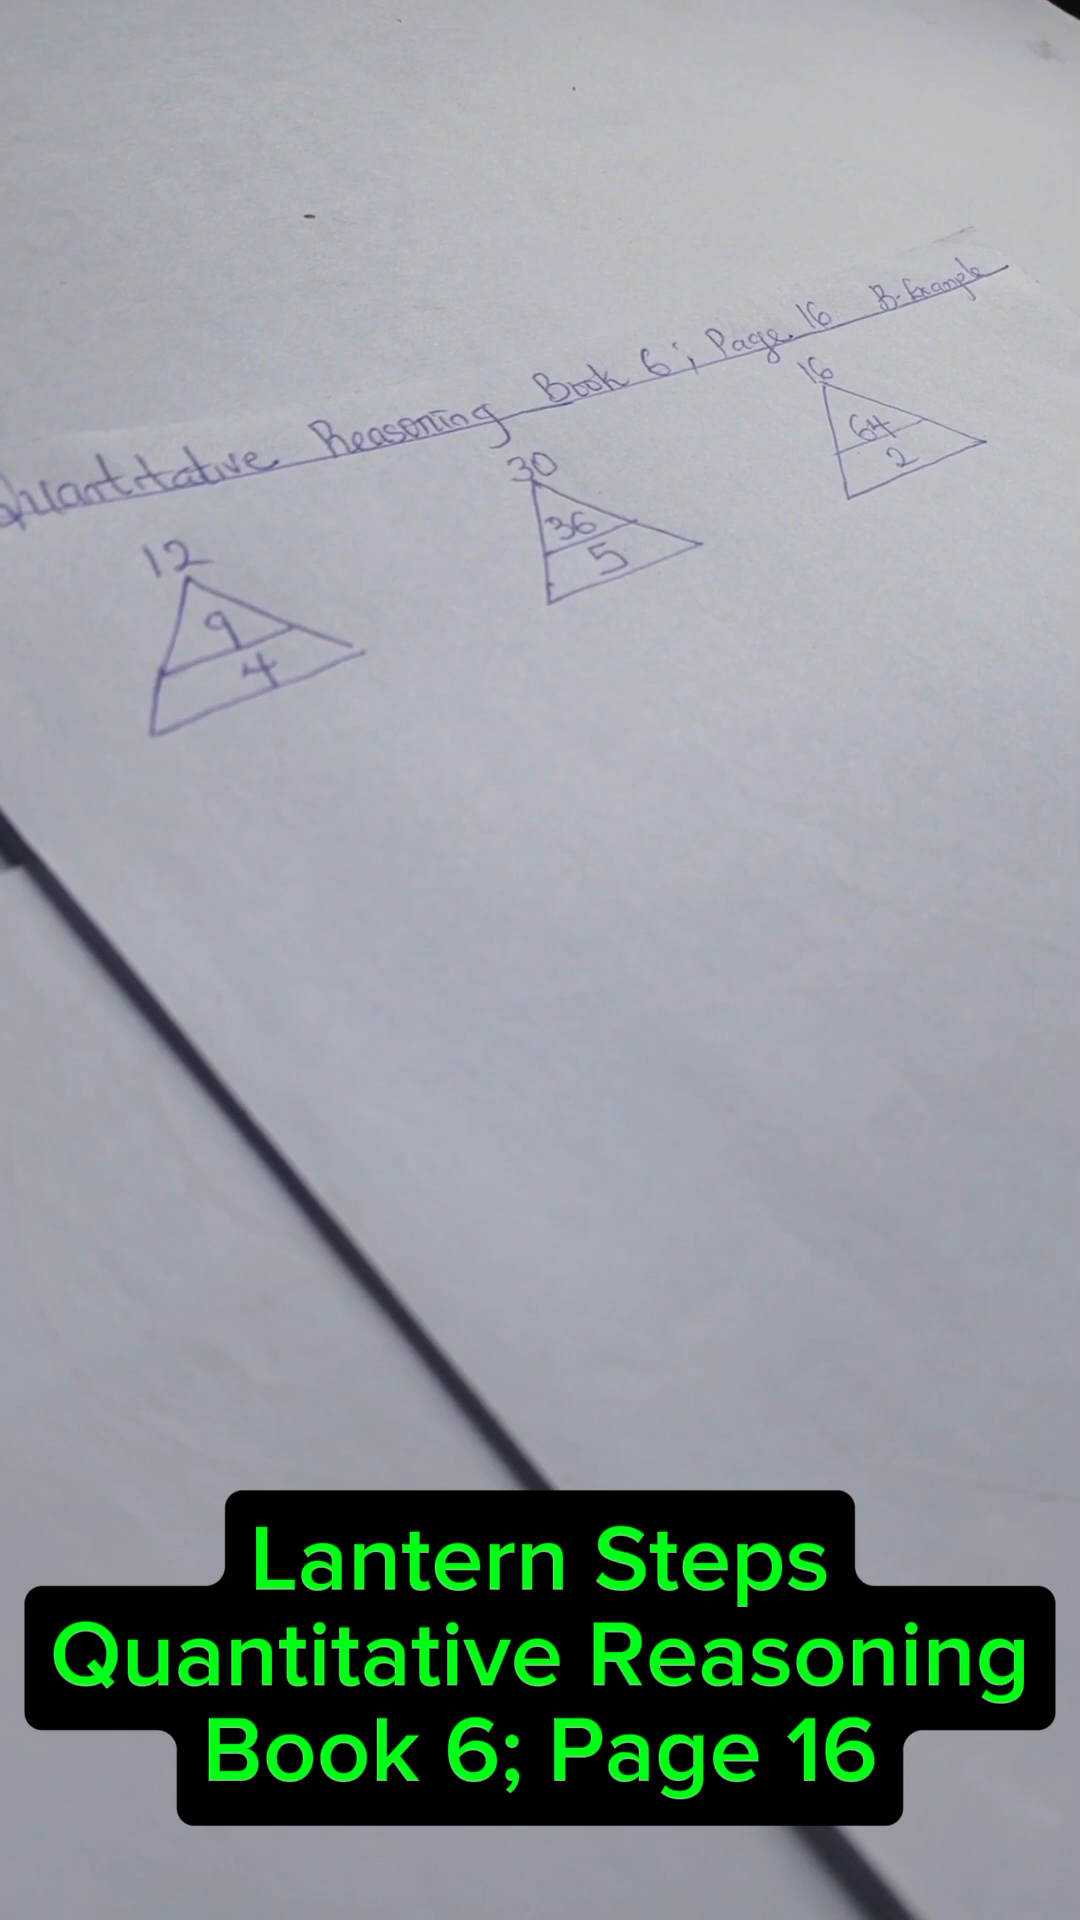 Quantitative Reasoning Book 6; Page 16 B. Example
12
9
4
30
36
5
16
64
2
Lantern Steps
Quantitative Reasoning
Book 6; Page 16